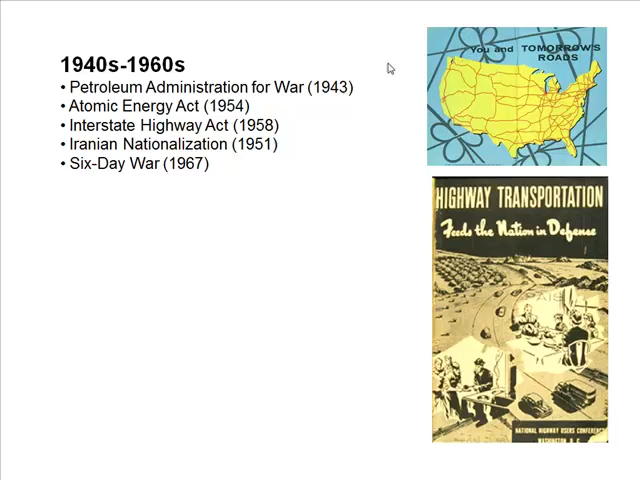 1940s-1960s
• Petroleum Administration for War (1943)
• Atomic Energy Act (1954)
• Interstate Highway Act (1958)
• Iranian Nationalization (1951)
• Six-Day War (1967)
You and TOMORROW'S
ROADS
HIGHWAY TRANSPORTATION
Feeds the Nation in Defense
NATIONAL HIGHWAY USERS CONFERENCE
WASHINGTON, D. C.